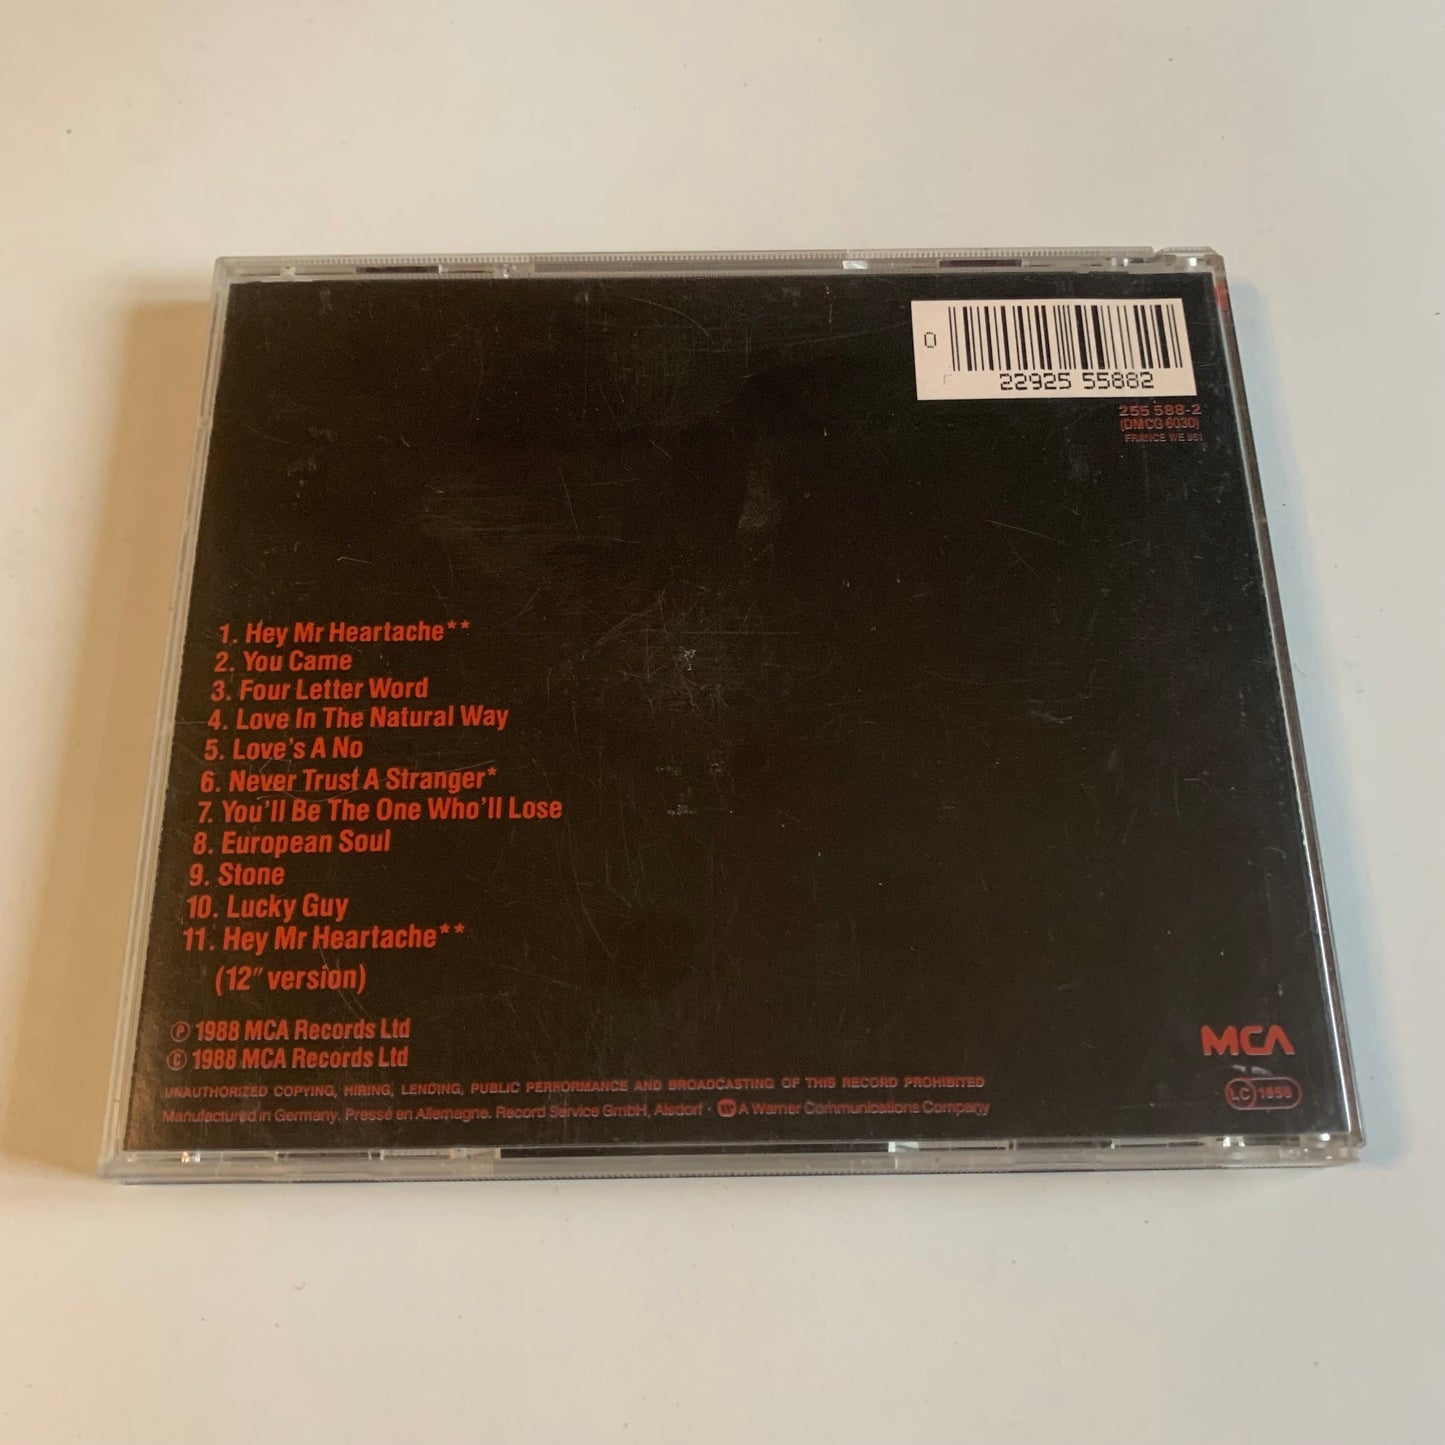 0
22925 55882
255 588-2
(DMCG 6030)
FRANCE WE 851
1. Hey Mr Heartache**
2. You Came
3. Four Letter Word
4. Love In The Natural Way
5. Love's A No
6. Never Trust A Stranger*
7. You'll Be The One Who'll Lose
8. European Soul
9. Stone
10. Lucky Guy
11. Hey Mr Heartache**
(12" version)
℗ 1988 MCA Records Ltd
© 1988 MCA Records Ltd
MCA
UNAUTHORIZED COPYING, HIRING, LENDING, PUBLIC PERFORMANCE AND BROADCASTING OF THIS RECORD PROHIBITED
LC
Manufactured in Germany. Pressé en Allemagne. Record Service GmbH, Alsdorf · A Warner Communications Company